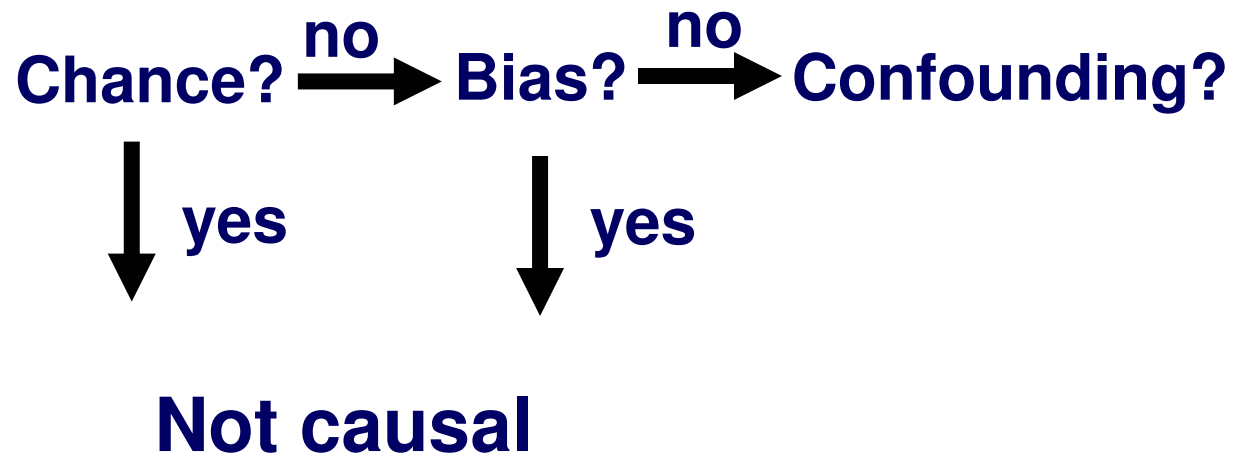 no no
Chance? Bias? Confounding?
yes yes
Not causal